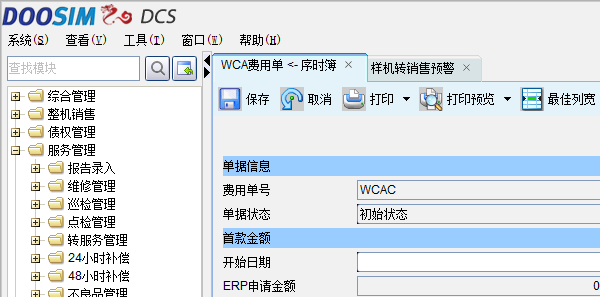 DOOSIM DCS
系统(S) 查看(V) 工具(I) 窗口(W) 帮助(H)
查找模块
综合管理
整机销售
债权管理
服务管理
报告录入
维修管理
巡检管理
点检管理
转服务管理
24小时补偿
48小时补偿
不良品管理
WCA费用单 <- 序时簿 × 样机转销售预警 ×
保存 取消 打印 打印预览 最佳列宽
单据信息
费用单号 WCAC
单据状态 初始状态
首款金额
开始日期
ERP申请金额 0